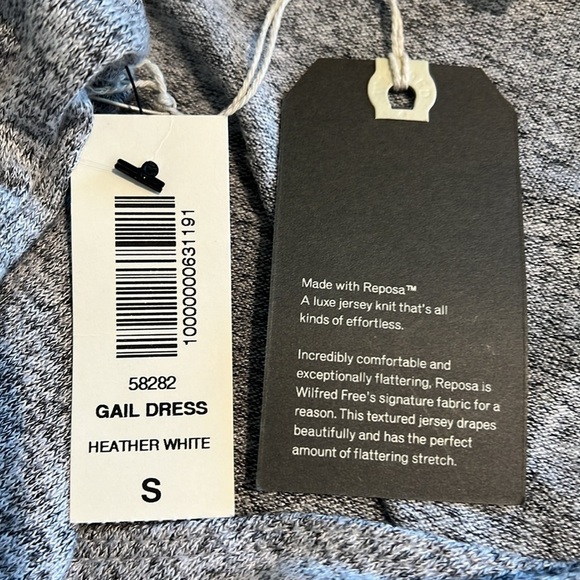 1000000000631191
58282
GAIL DRESS
HEATHER WHITE
S
Made with Reposa™
A luxe jersey knit that's all
kinds of effortless.
Incredibly comfortable and
exceptionally flattering, Reposa is
Wilfred Free's signature fabric for a
reason. This textured jersey drapes
beautifully and has the perfect
amount of flattering stretch.